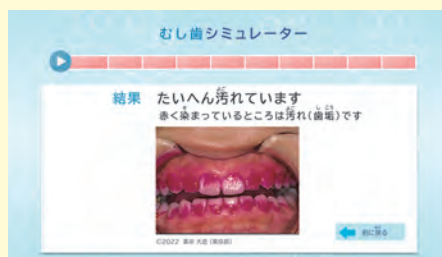 むし歯シミュレーター
結果 たいへん汚れています
赤く染まっているところは汚れ(歯垢)です
©2022
前に戻る